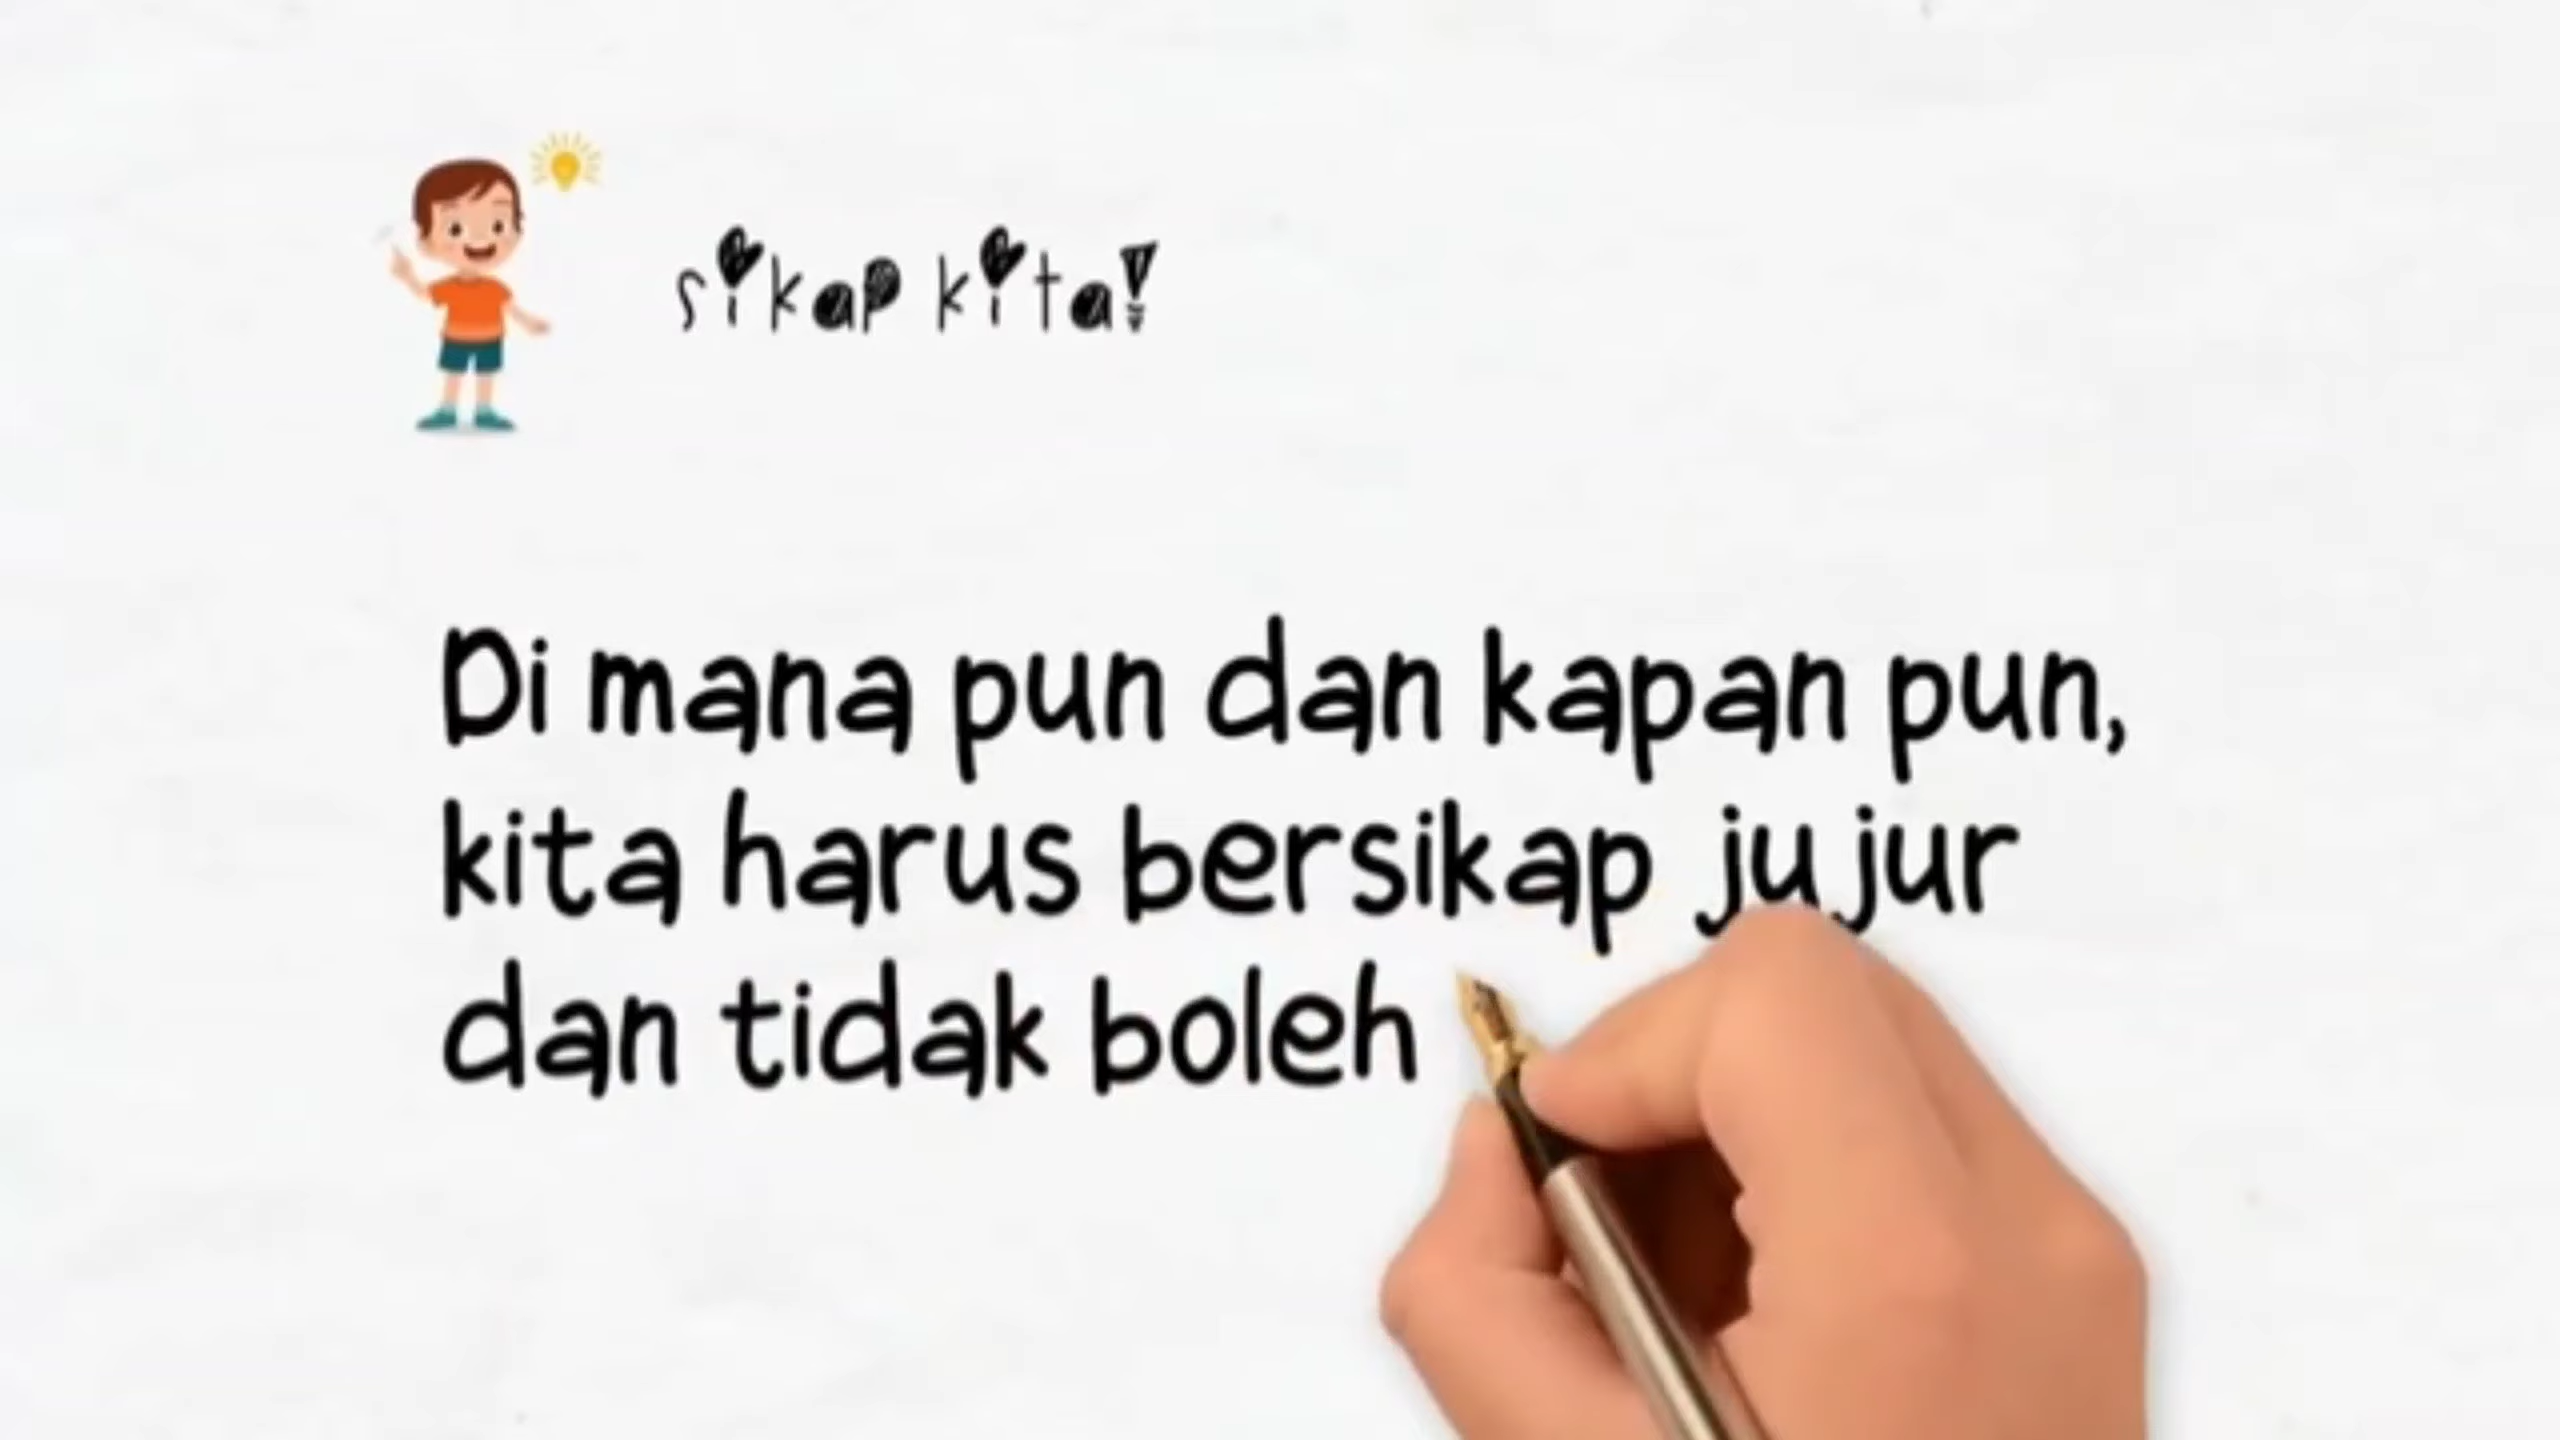 sikap kita!
Di mana pun dan kapan pun,
kita harus bersikap jujur
dan tidak boleh